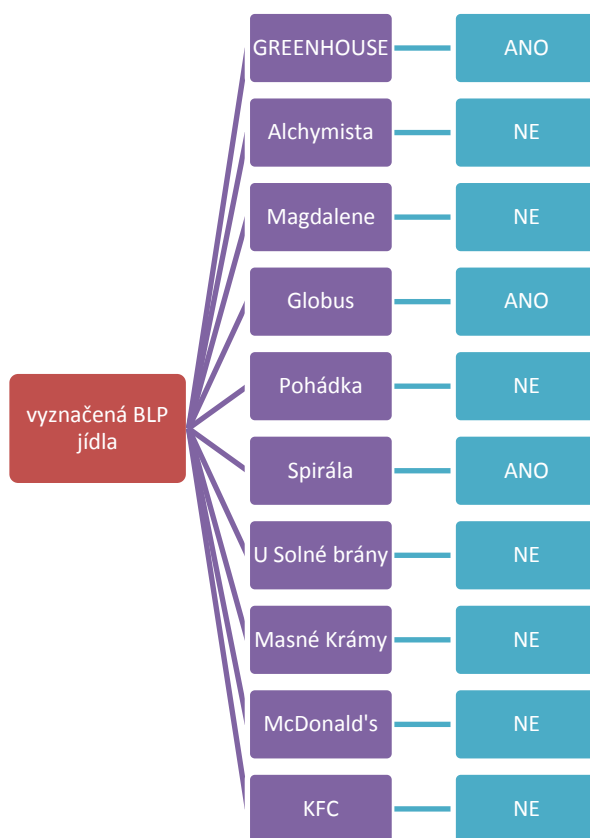 vyznačená BLP
jídla
GREENHOUSE
ANO
Alchymista
NE
Magdalene
NE
Globus
ANO
Pohádka
NE
Spirála
ANO
U Solné brány
NE
Masné Krámy
NE
McDonald's
NE
KFC
NE